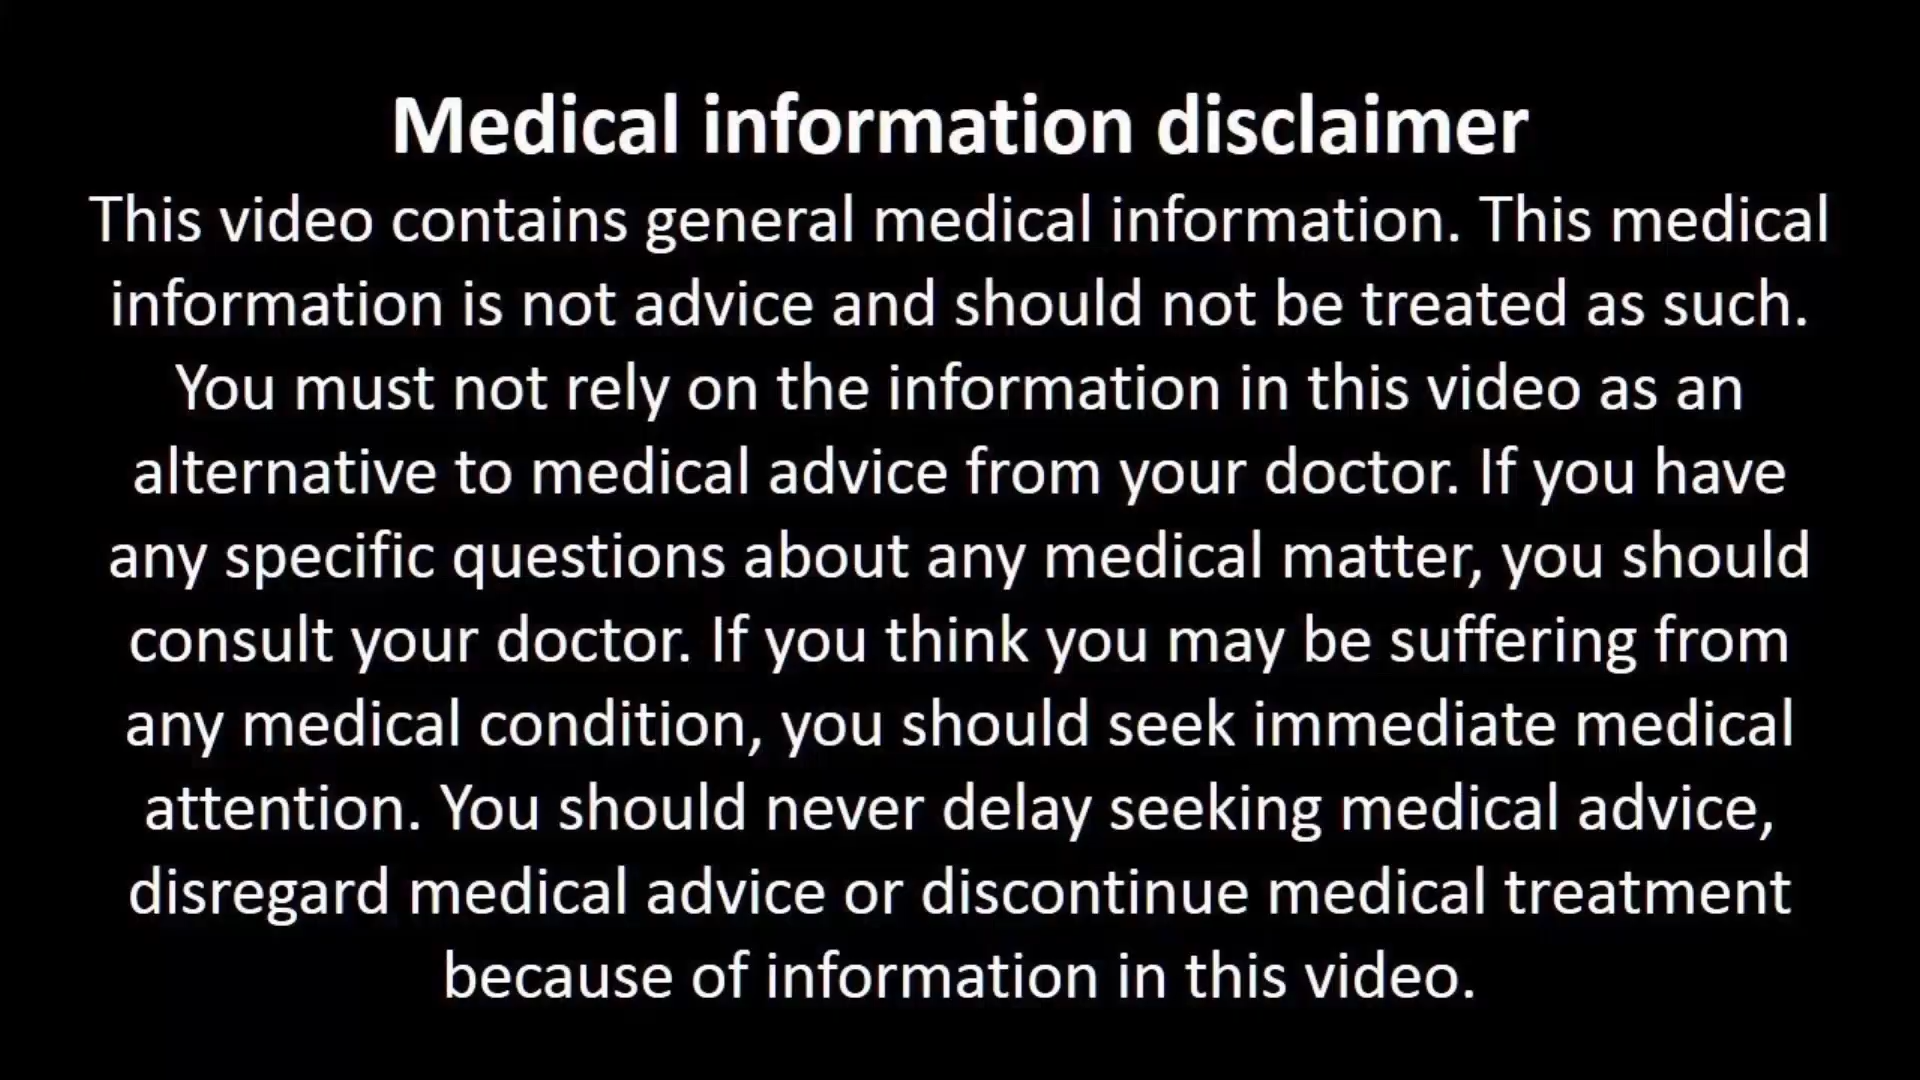 Medical information disclaimer
This video contains general medical information. This medical
information is not advice and should not be treated as such.
You must not rely on the information in this video as an
alternative to medical advice from your doctor. If you have
any specific questions about any medical matter, you should
consult your doctor. If you think you may be suffering from
any medical condition, you should seek immediate medical
attention. You should never delay seeking medical advice,
disregard medical advice or discontinue medical treatment
because of information in this video.